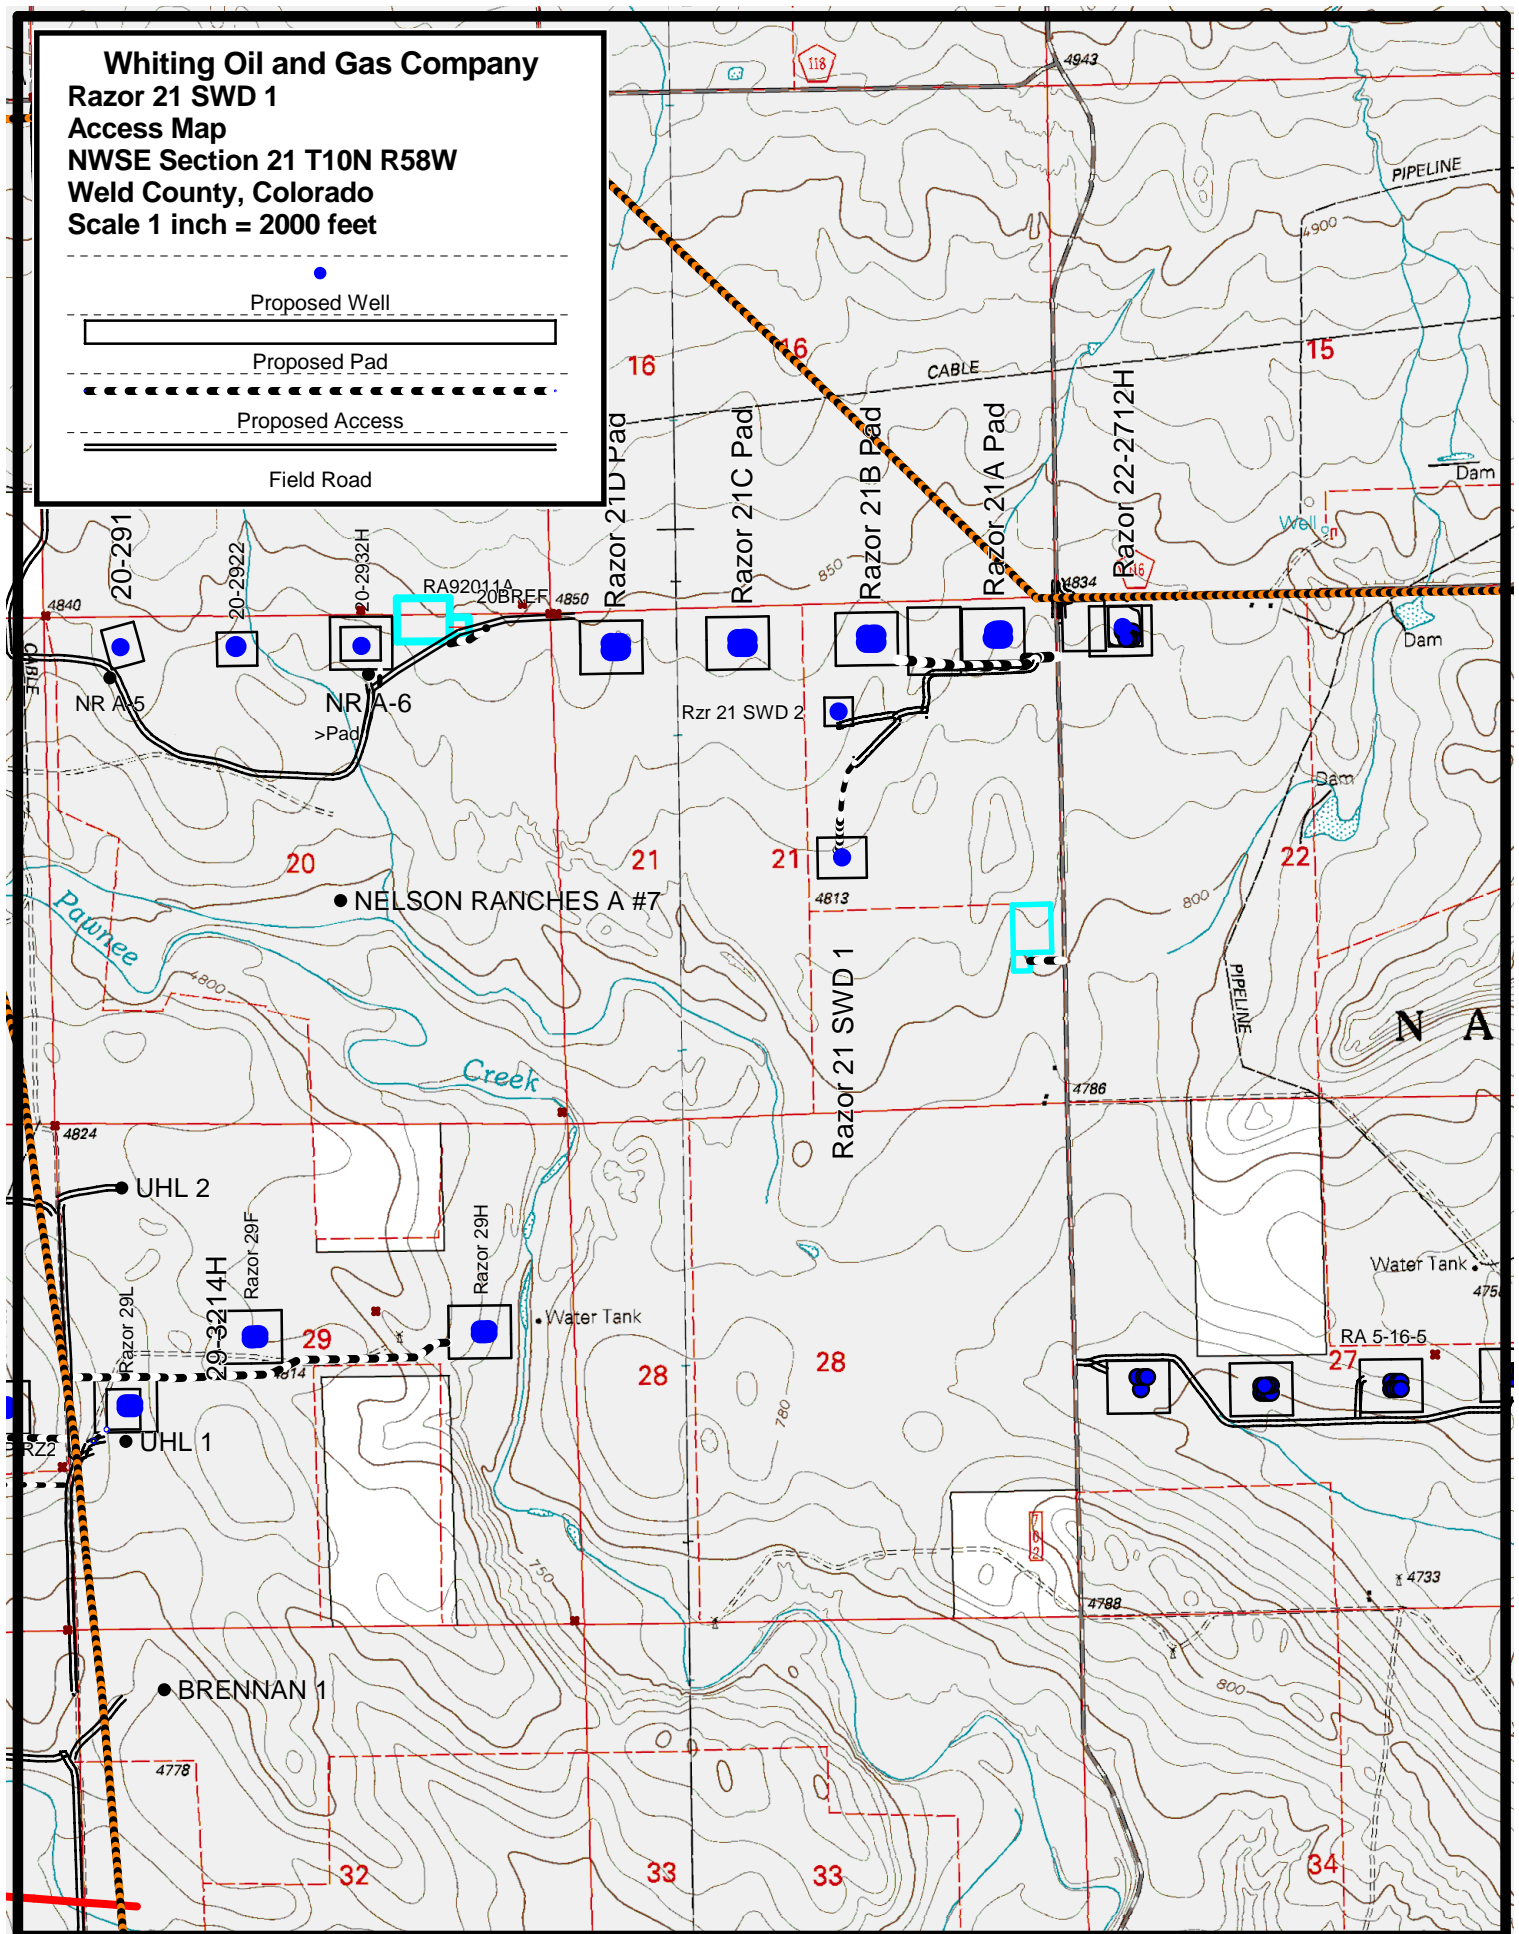 Whiting Oil and Gas Company
Razor 21 SWD 1
Access Map
NWSE Section 21 T10N R58W
Weld County, Colorado
Scale 1 inch = 2000 feet
Proposed Well
Proposed Pad
Proposed Access
Field Road
118
4943
PIPELINE
4900
16
16
15
CABLE
Razor 21D Pad
Razor 21C Pad
Razor 21B Pad
Razor 21A Pad
Razor 22-2712H
Dam
Well
20-291
20-2922
20-2932H
RA92011A
20BREF
850
4834
4840
4850
Dam
CABLE
NR A-5
NR A-6
>Pad
Rzr 21 SWD 2
Dam
20
21
21
22
NELSON RANCHES A #7
4813
800
Pawnee
4800
Razor 21 SWD 1
PIPELINE
N A
Creek
4786
4824
UHL 2
Razor 29F
Razor 29H
29-3214H
Razor 29L
Water Tank
Water Tank
RA 5-16-5
29
28
28
27
780
UHL 1
RZ2
750
702
4733
4788
BRENNAN 1
800
4778
32
33
33
34